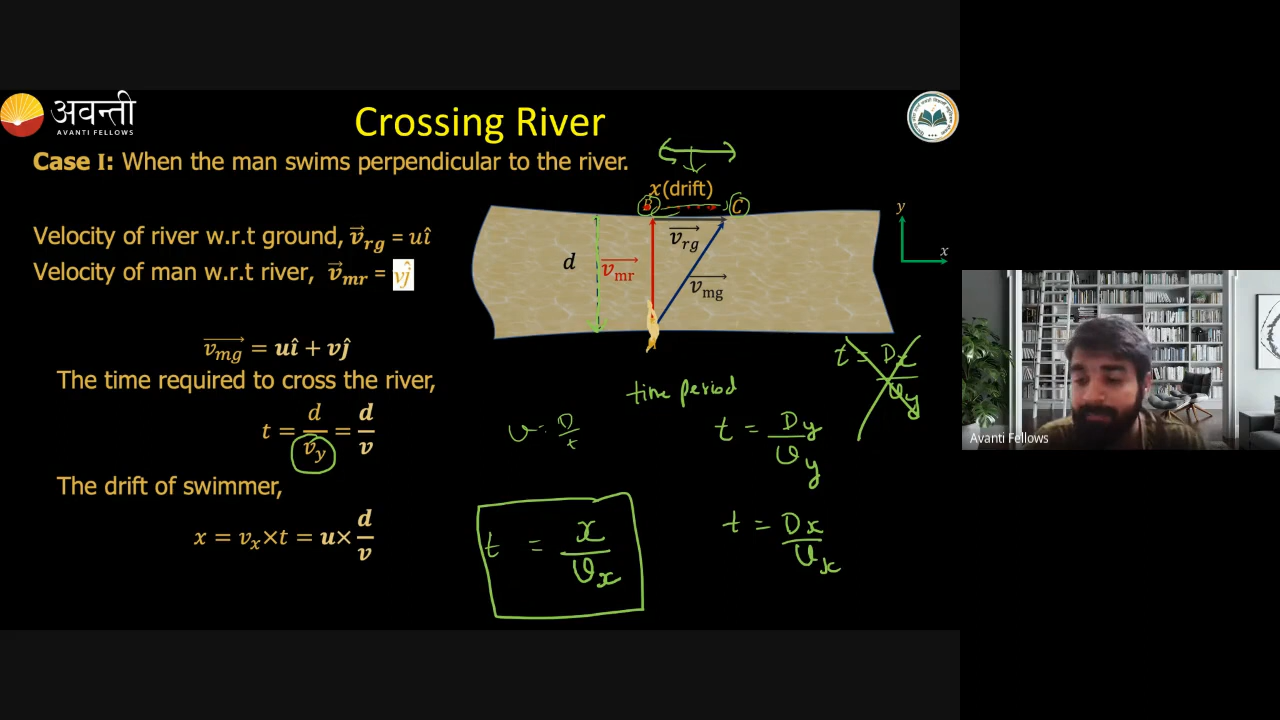 अवन्ती
AVANTI FELLOWS
Crossing River
Case I: When the man swims perpendicular to the river.
x(drift)
B
C
Velocity of river w.r.t ground, v⃗rg = uî
Velocity of man w.r.t river, v⃗mr = vĵ
d
v⃗mr
v⃗rg
v⃗mg
y
x
v⃗mg = uî + vĵ
The time required to cross the river,
t = d/vy = d/v
The drift of swimmer,
x = vx×t = u× d/v
time period
v = D/t
t = Dx/vy
t = Dy/vy
t = x/vx
t = Dx/vx
Avanti Fellows